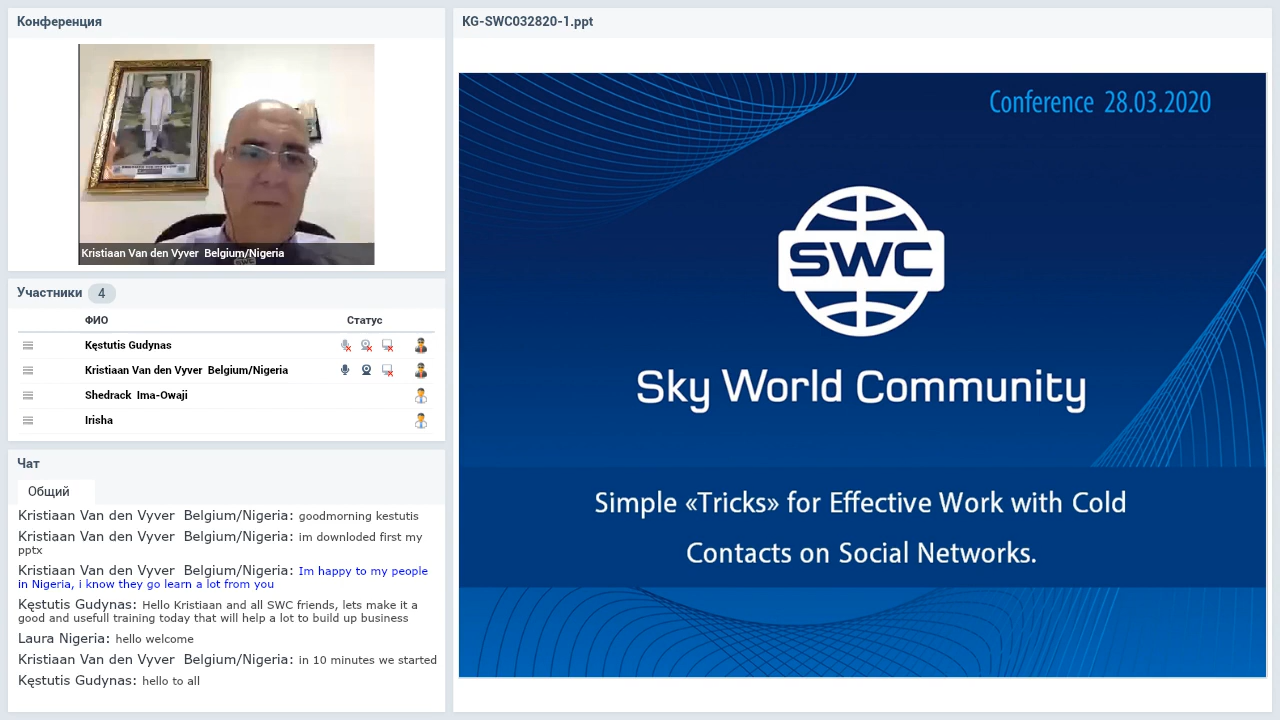 Конференция
Kristiaan Van den Vyver  Belgium/Nigeria
Участники 4
ФИО Статус
Kęstutis Gudynas
Kristiaan Van den Vyver  Belgium/Nigeria
Shedrack  Ima-Owaji
Irisha
Чат
Общий
Kristiaan Van den Vyver  Belgium/Nigeria: goodmorning kestutis
Kristiaan Van den Vyver  Belgium/Nigeria: im downloded first my
pptx
Kristiaan Van den Vyver  Belgium/Nigeria: Im happy to my people
in Nigeria, i know they go learn a lot from you
Kęstutis Gudynas: Hello Kristiaan and all SWC friends, lets make it a
good and usefull training today that will help a lot to build up business
Laura Nigeria: hello welcome
Kristiaan Van den Vyver  Belgium/Nigeria: in 10 minutes we started
Kęstutis Gudynas: hello to all
KG-SWC032820-1.ppt
Conference 28.03.2020
SWC
Sky World Community
Simple «Tricks» for Effective Work with Cold
Contacts on Social Networks.